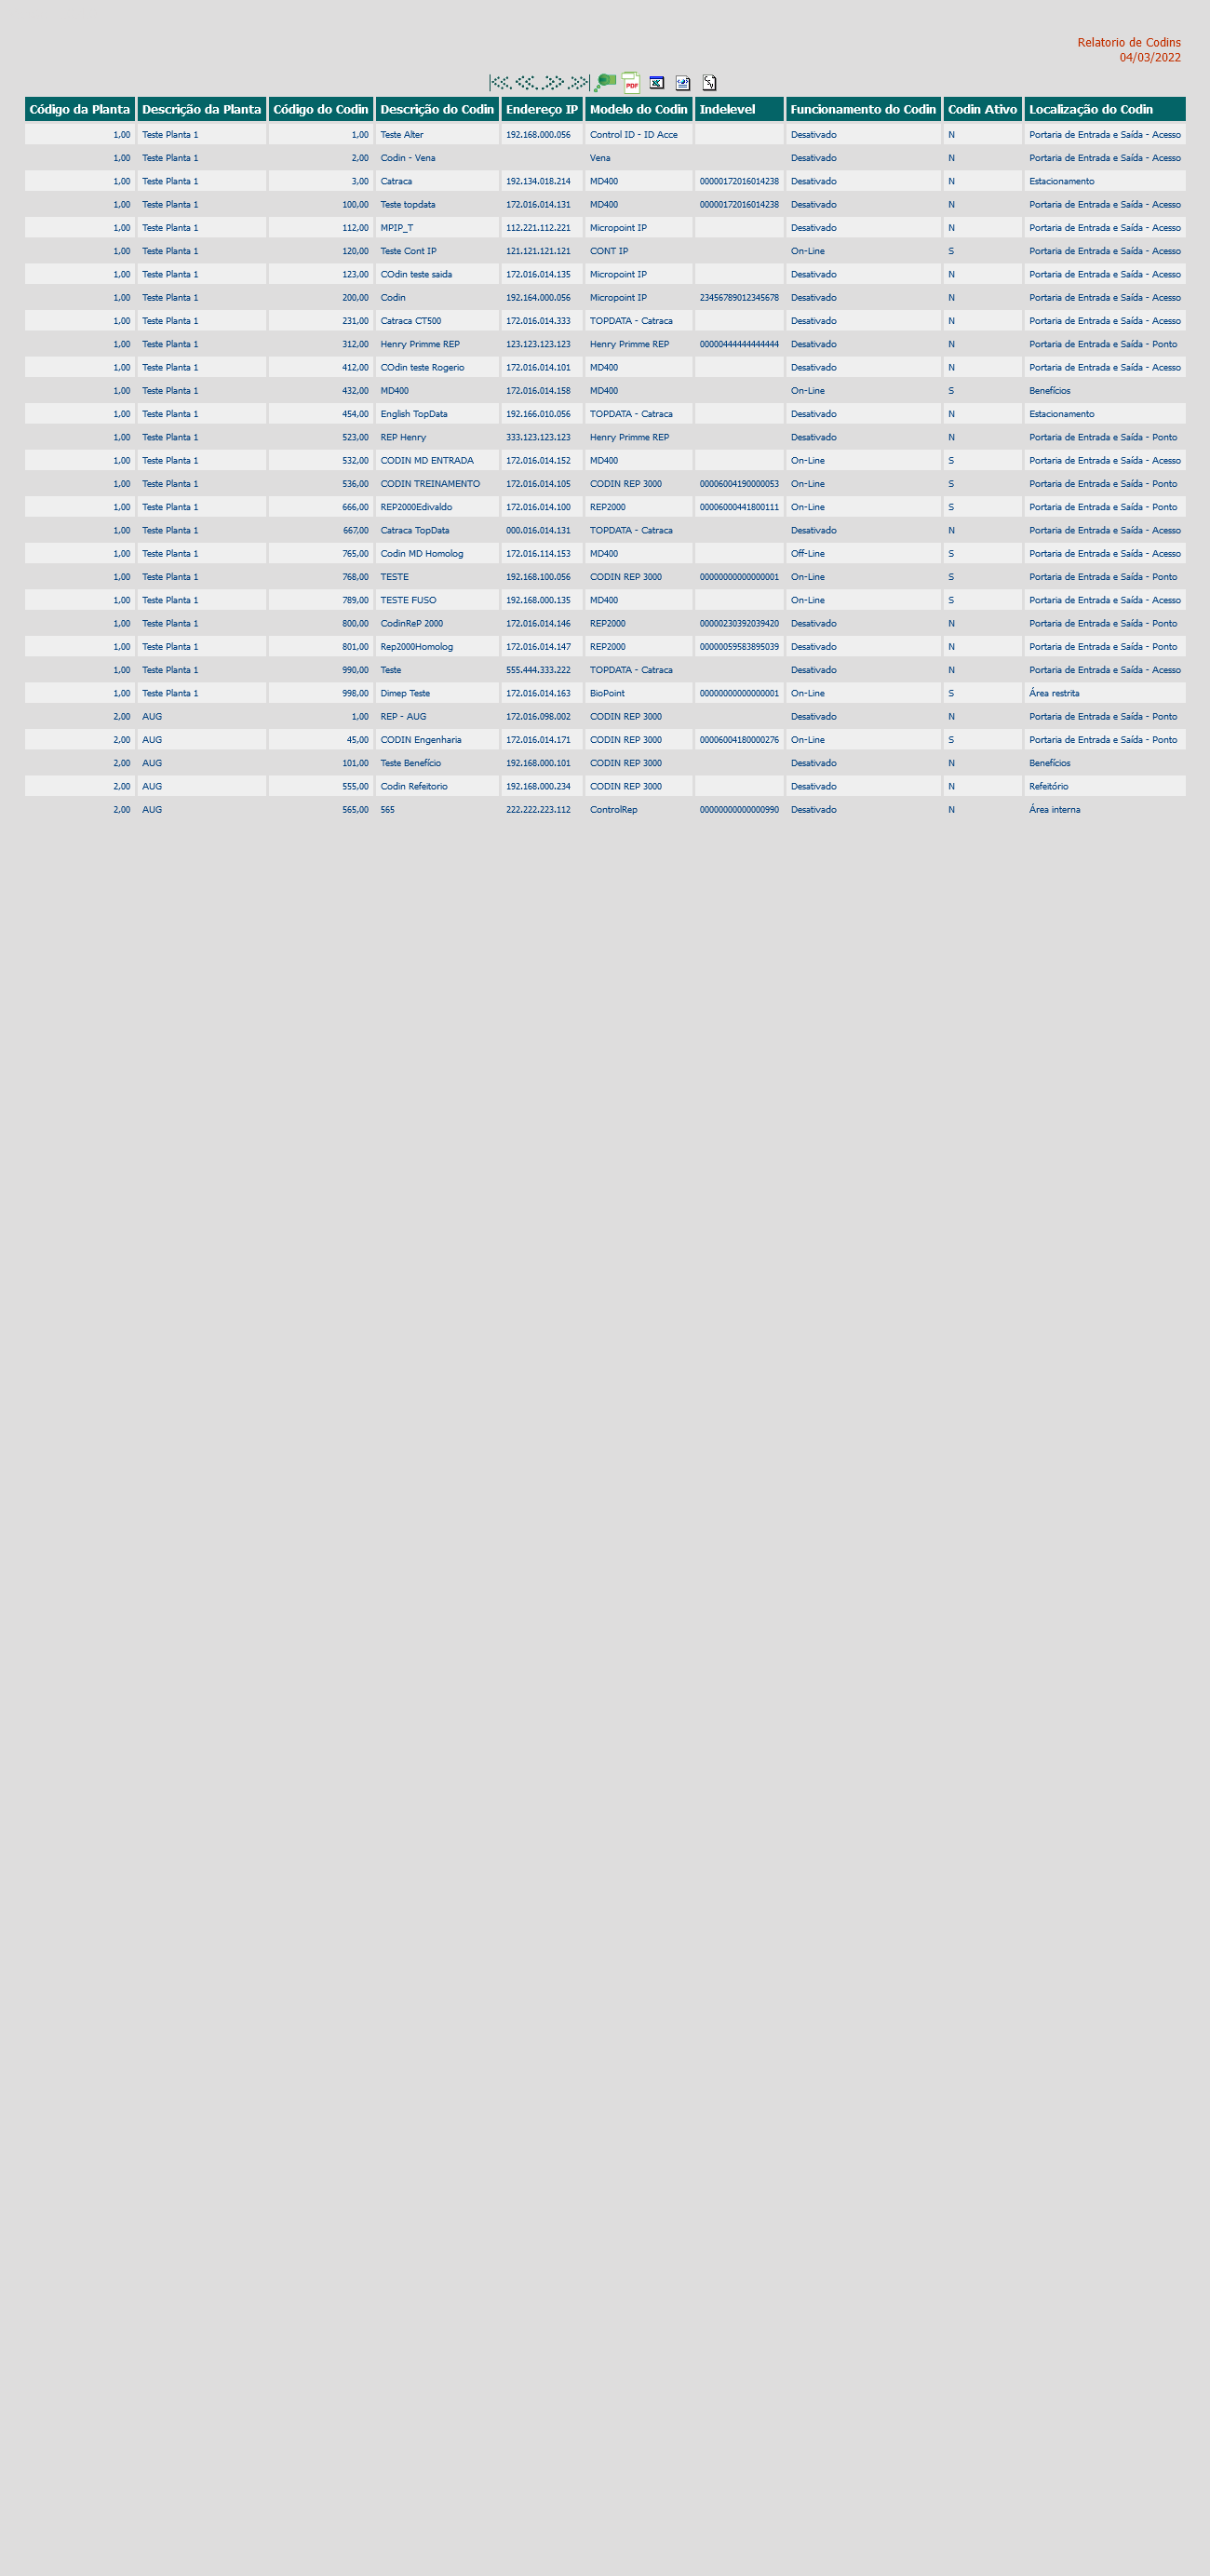 Relatorio de Codins
04/03/2022
PDF
Código da Planta Descrição da Planta Código do Codin Descrição do Codin Endereço IP Modelo do Codin Indelevel Funcionamento do Codin Codin Ativo Localização do Codin
1,00 Teste Planta 1 1,00 Teste Alter 192.168.000.056 Control ID - ID Acce Desativado N Portaria de Entrada e Saída - Acesso
1,00 Teste Planta 1 2,00 Codin - Vena Vena Desativado N Portaria de Entrada e Saída - Acesso
1,00 Teste Planta 1 3,00 Catraca 192.134.018.214 MD400 00000172016014238 Desativado N Estacionamento
1,00 Teste Planta 1 100,00 Teste topdata 172.016.014.131 MD400 00000172016014238 Desativado N Portaria de Entrada e Saída - Acesso
1,00 Teste Planta 1 112,00 MPIP_T 112.221.112.221 Micropoint IP Desativado N Portaria de Entrada e Saída - Acesso
1,00 Teste Planta 1 120,00 Teste Cont IP 121.121.121.121 CONT IP On-Line S Portaria de Entrada e Saída - Acesso
1,00 Teste Planta 1 123,00 COdin teste saida 172.016.014.135 Micropoint IP Desativado N Portaria de Entrada e Saída - Acesso
1,00 Teste Planta 1 200,00 Codin 192.164.000.056 Micropoint IP 23456789012345678 Desativado N Portaria de Entrada e Saída - Acesso
1,00 Teste Planta 1 231,00 Catraca CT500 172.016.014.333 TOPDATA - Catraca Desativado N Portaria de Entrada e Saída - Acesso
1,00 Teste Planta 1 312,00 Henry Primme REP 123.123.123.123 Henry Primme REP 00000444444444444 Desativado N Portaria de Entrada e Saída - Ponto
1,00 Teste Planta 1 412,00 COdin teste Rogerio 172.016.014.101 MD400 Desativado N Portaria de Entrada e Saída - Acesso
1,00 Teste Planta 1 432,00 MD400 172.016.014.158 MD400 On-Line S Benefícios
1,00 Teste Planta 1 454,00 English TopData 192.166.010.056 TOPDATA - Catraca Desativado N Estacionamento
1,00 Teste Planta 1 523,00 REP Henry 333.123.123.123 Henry Primme REP Desativado N Portaria de Entrada e Saída - Ponto
1,00 Teste Planta 1 532,00 CODIN MD ENTRADA 172.016.014.152 MD400 On-Line S Portaria de Entrada e Saída - Acesso
1,00 Teste Planta 1 536,00 CODIN TREINAMENTO 172.016.014.105 CODIN REP 3000 00006004190000053 On-Line S Portaria de Entrada e Saída - Ponto
1,00 Teste Planta 1 666,00 REP2000Edivaldo 172.016.014.100 REP2000 00006000441800111 On-Line S Portaria de Entrada e Saída - Ponto
1,00 Teste Planta 1 667,00 Catraca TopData 000.016.014.131 TOPDATA - Catraca Desativado N Portaria de Entrada e Saída - Acesso
1,00 Teste Planta 1 765,00 Codin MD Homolog 172.016.114.153 MD400 Off-Line S Portaria de Entrada e Saída - Acesso
1,00 Teste Planta 1 768,00 TESTE 192.168.100.056 CODIN REP 3000 00000000000000001 On-Line S Portaria de Entrada e Saída - Ponto
1,00 Teste Planta 1 789,00 TESTE FUSO 192.168.000.135 MD400 On-Line S Portaria de Entrada e Saída - Acesso
1,00 Teste Planta 1 800,00 CodinReP 2000 172.016.014.146 REP2000 00000230392039420 Desativado N Portaria de Entrada e Saída - Ponto
1,00 Teste Planta 1 801,00 Rep2000Homolog 172.016.014.147 REP2000 00000059583895039 Desativado N Portaria de Entrada e Saída - Ponto
1,00 Teste Planta 1 990,00 Teste 555.444.333.222 TOPDATA - Catraca Desativado N Portaria de Entrada e Saída - Acesso
1,00 Teste Planta 1 998,00 Dimep Teste 172.016.014.163 BioPoint 00000000000000001 On-Line S Área restrita
2,00 AUG 1,00 REP - AUG 172.016.098.002 CODIN REP 3000 Desativado N Portaria de Entrada e Saída - Ponto
2,00 AUG 45,00 CODIN Engenharia 172.016.014.171 CODIN REP 3000 00006004180000276 On-Line S Portaria de Entrada e Saída - Ponto
2,00 AUG 101,00 Teste Benefício 192.168.000.101 CODIN REP 3000 Desativado N Benefícios
2,00 AUG 555,00 Codin Refeitorio 192.168.000.234 CODIN REP 3000 Desativado N Refeitório
2,00 AUG 565,00 565 222.222.223.112 ControlRep 00000000000000990 Desativado N Área interna